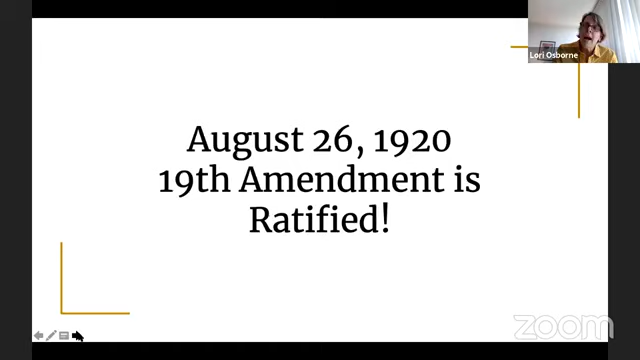 Lori Osborne
August 26, 1920
19th Amendment is
Ratified!
zoom